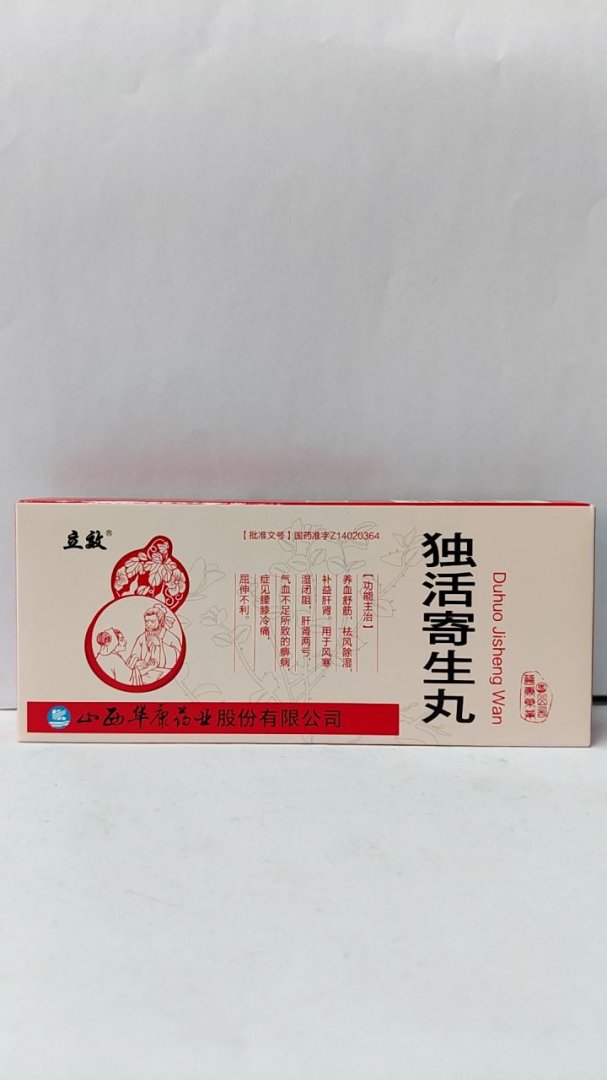 立效®
【批准文号】国药准字Z14020364
独活寄生丸
Duhuo Jisheng Wan
【功能主治】
养血舒筋，祛风除湿，
补益肝肾。用于风寒
湿闭阻，肝肾两亏，
气血不足所致的痹病，
症见腰膝冷痛，
屈伸不利。
山西华康药业股份有限公司